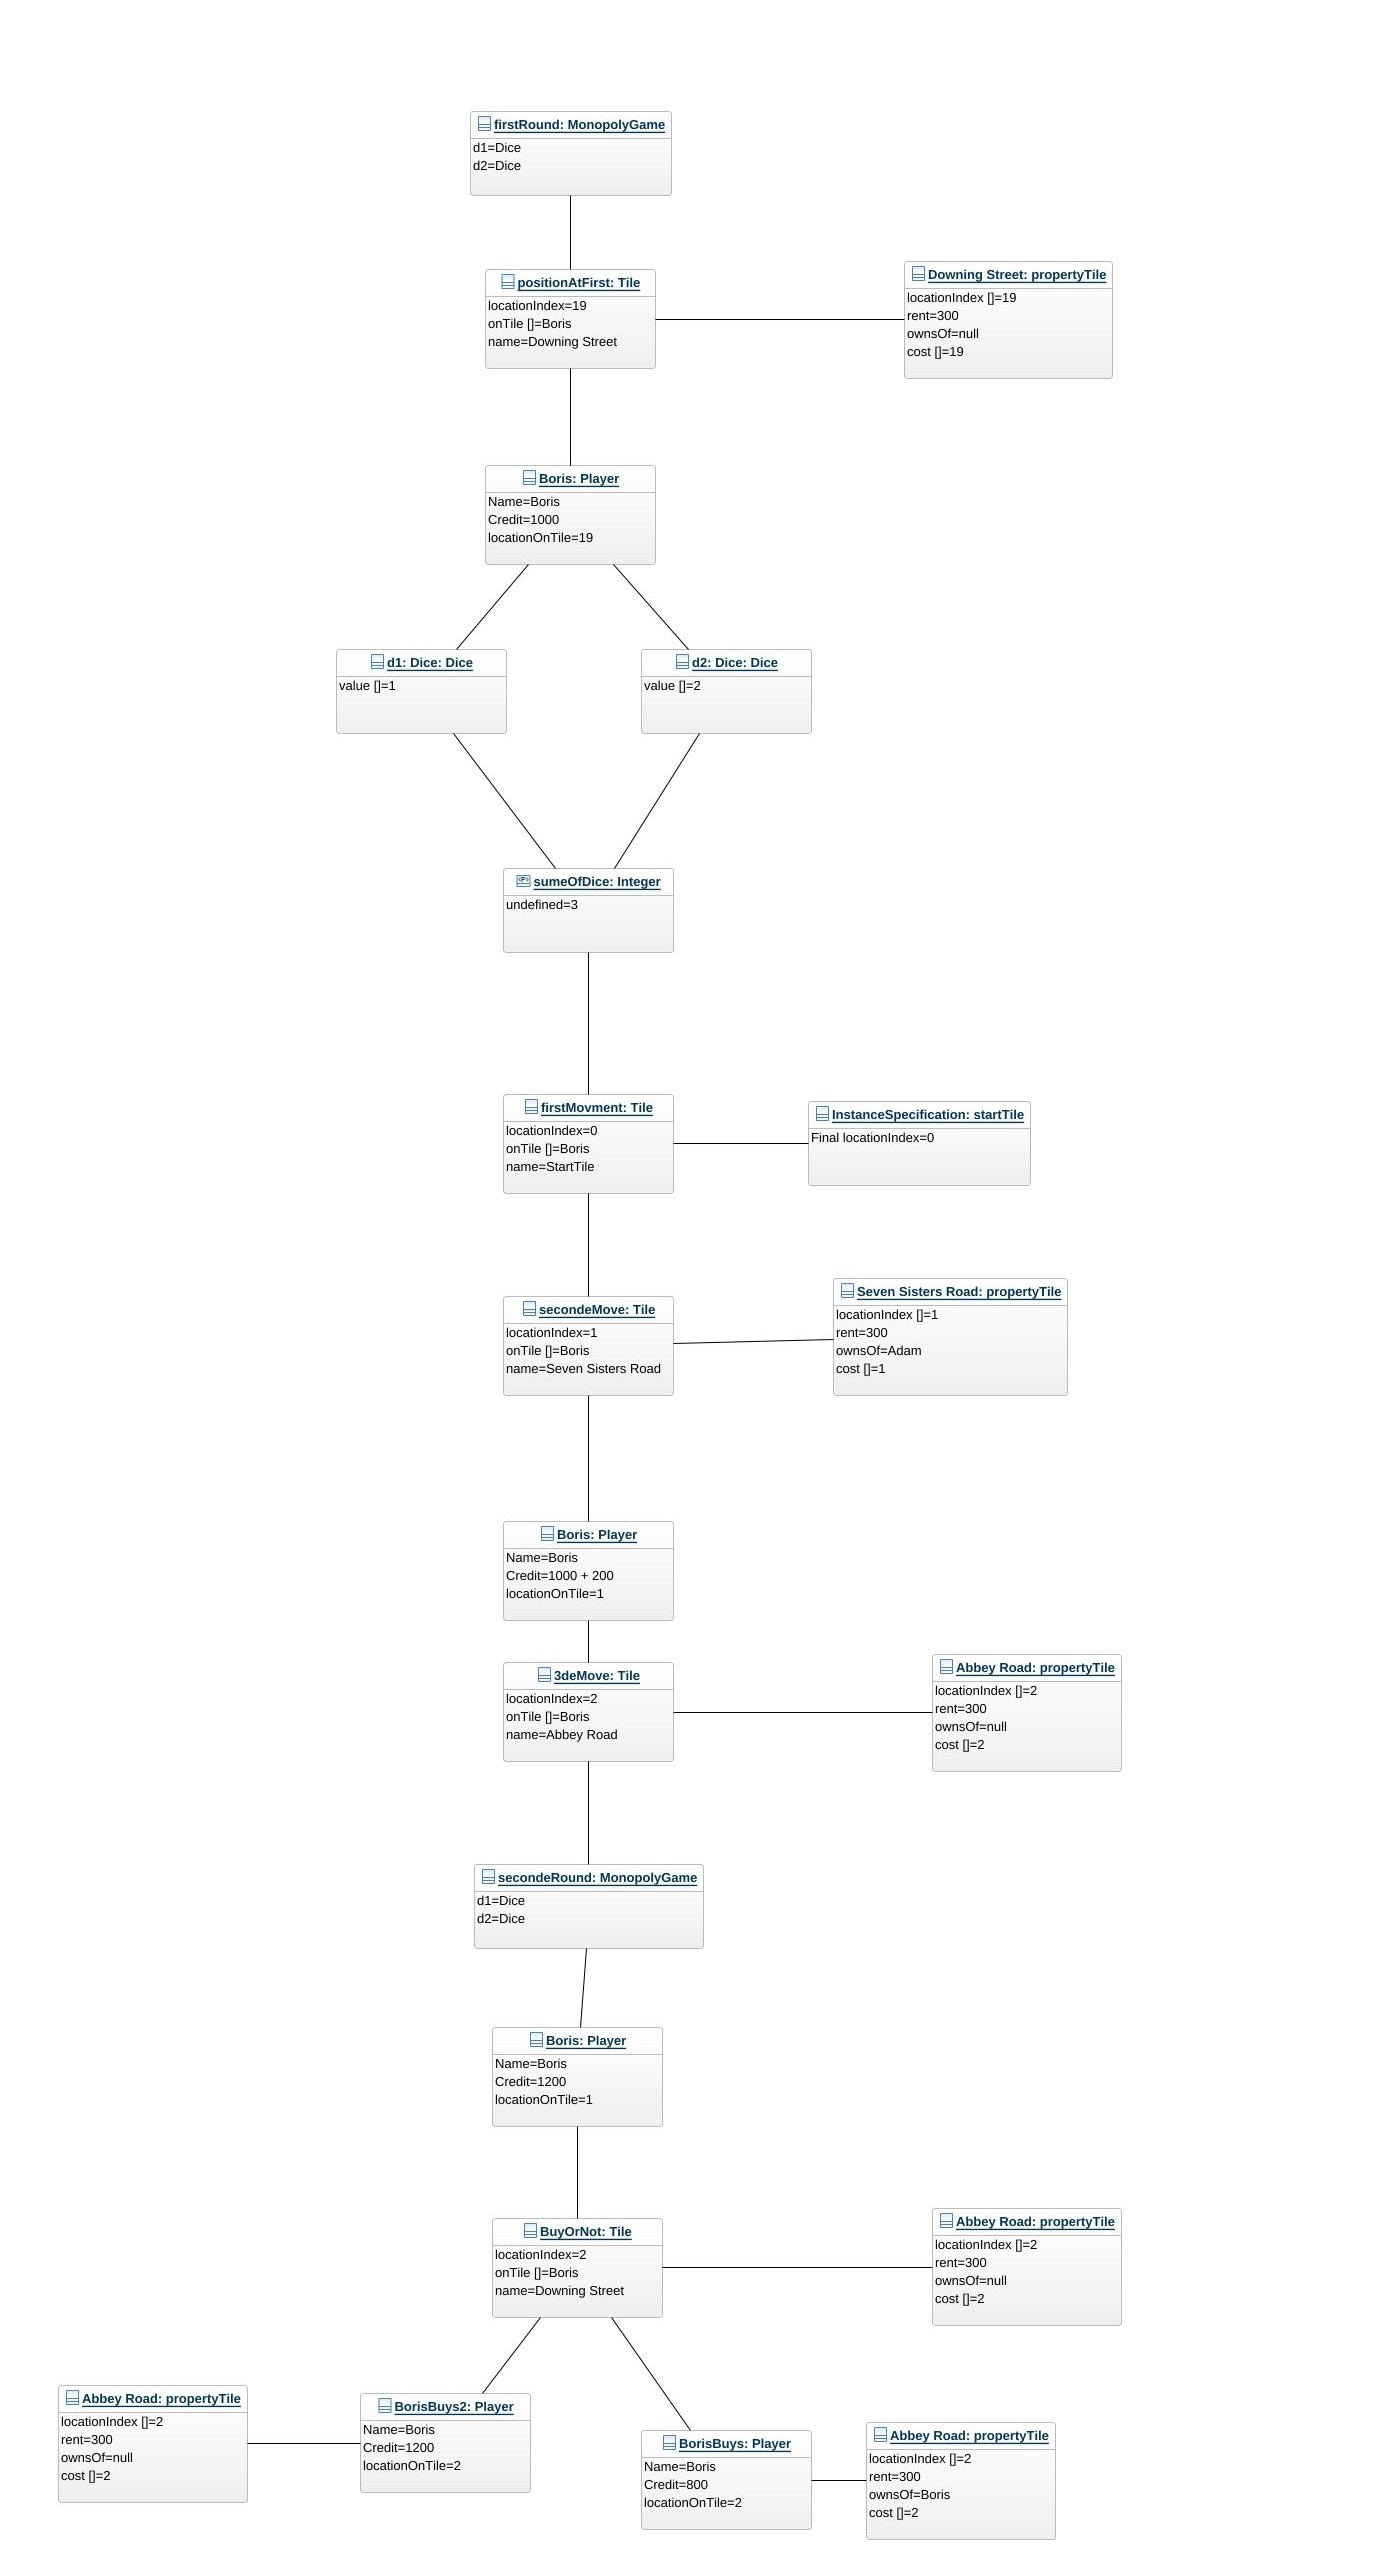 firstRound: MonopolyGame
d1=Dice
d2=Dice
positionAtFirst: Tile
locationIndex=19
onTile []=Boris
name=Downing Street
Downing Street: propertyTile
locationIndex []=19
rent=300
ownsOf=null
cost []=19
Boris: Player
Name=Boris
Credit=1000
locationOnTile=19
d1: Dice: Dice
value []=1
d2: Dice: Dice
value []=2
sumeOfDice: Integer
undefined=3
firstMovment: Tile
locationIndex=0
onTile []=Boris
name=StartTile
InstanceSpecification: startTile
Final locationIndex=0
secondeMove: Tile
locationIndex=1
onTile []=Boris
name=Seven Sisters Road
Seven Sisters Road: propertyTile
locationIndex []=1
rent=300
ownsOf=Adam
cost []=1
Boris: Player
Name=Boris
Credit=1000 + 200
locationOnTile=1
3deMove: Tile
locationIndex=2
onTile []=Boris
name=Abbey Road
Abbey Road: propertyTile
locationIndex []=2
rent=300
ownsOf=null
cost []=2
secondeRound: MonopolyGame
d1=Dice
d2=Dice
Boris: Player
Name=Boris
Credit=1200
locationOnTile=1
BuyOrNot: Tile
locationIndex=2
onTile []=Boris
name=Downing Street
Abbey Road: propertyTile
locationIndex []=2
rent=300
ownsOf=null
cost []=2
Abbey Road: propertyTile
locationIndex []=2
rent=300
ownsOf=null
cost []=2
BorisBuys2: Player
Name=Boris
Credit=1200
locationOnTile=2
BorisBuys: Player
Name=Boris
Credit=800
locationOnTile=2
Abbey Road: propertyTile
locationIndex []=2
rent=300
ownsOf=Boris
cost []=2